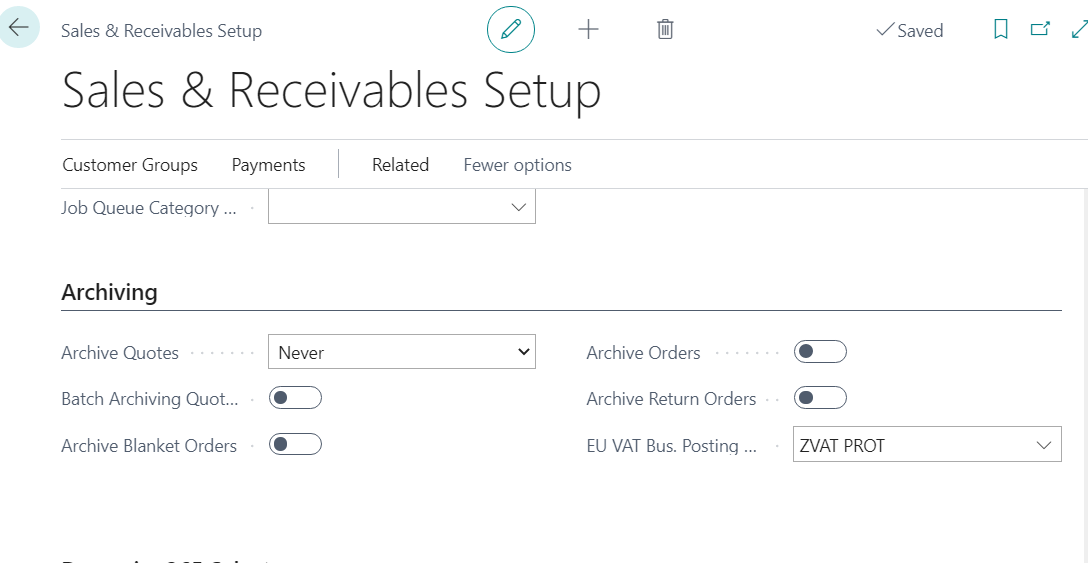 Sales & Receivables Setup
Saved
Sales & Receivables Setup
Customer Groups Payments Related Fewer options
Job Queue Category ...
Archiving
Archive Quotes Never Archive Orders
Batch Archiving Quot... Archive Return Orders
Archive Blanket Orders EU VAT Bus. Posting ... ZVAT PROT